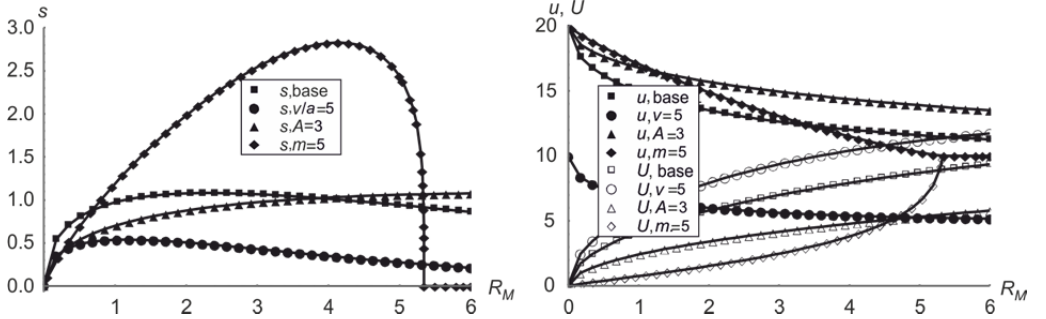 s
3.0
2.5
2.0
1.5
1.0
0.5
0.0
s,base
s,v/a=5
s,A=3
s,m=5
1 2 3 4 5 6
R_M
u, U
20
15
10
5
0
u,base
u,v=5
u,A=3
u,m=5
U,base
U,v=5
U,A=3
U,m=5
0 1 2 3 4 5 6
R_M